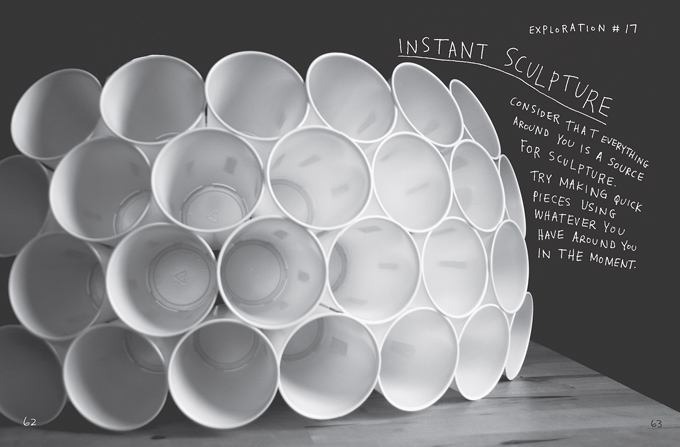 EXPLORATION #17
INSTANT SCULPTURE
CONSIDER THAT EVERYTHING
AROUND YOU IS A SOURCE
FOR SCULPTURE.
TRY MAKING QUICK
PIECES USING
WHATEVER YOU
HAVE AROUND YOU
IN THE MOMENT.
62
63